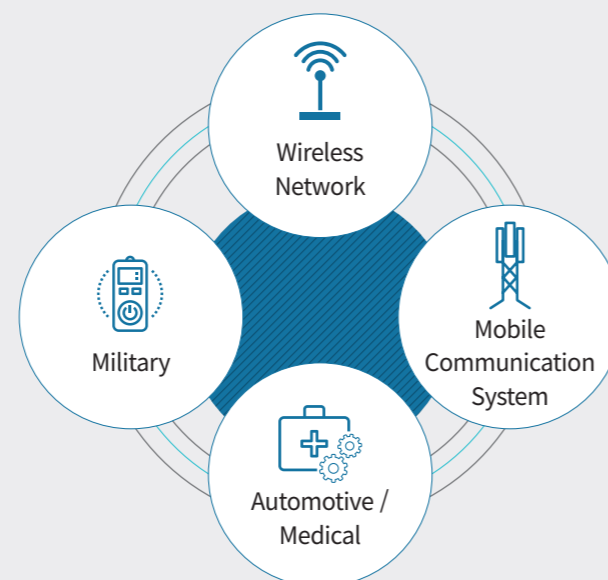 Wireless
Network
Military
Mobile
Communication
System
Automotive /
Medical